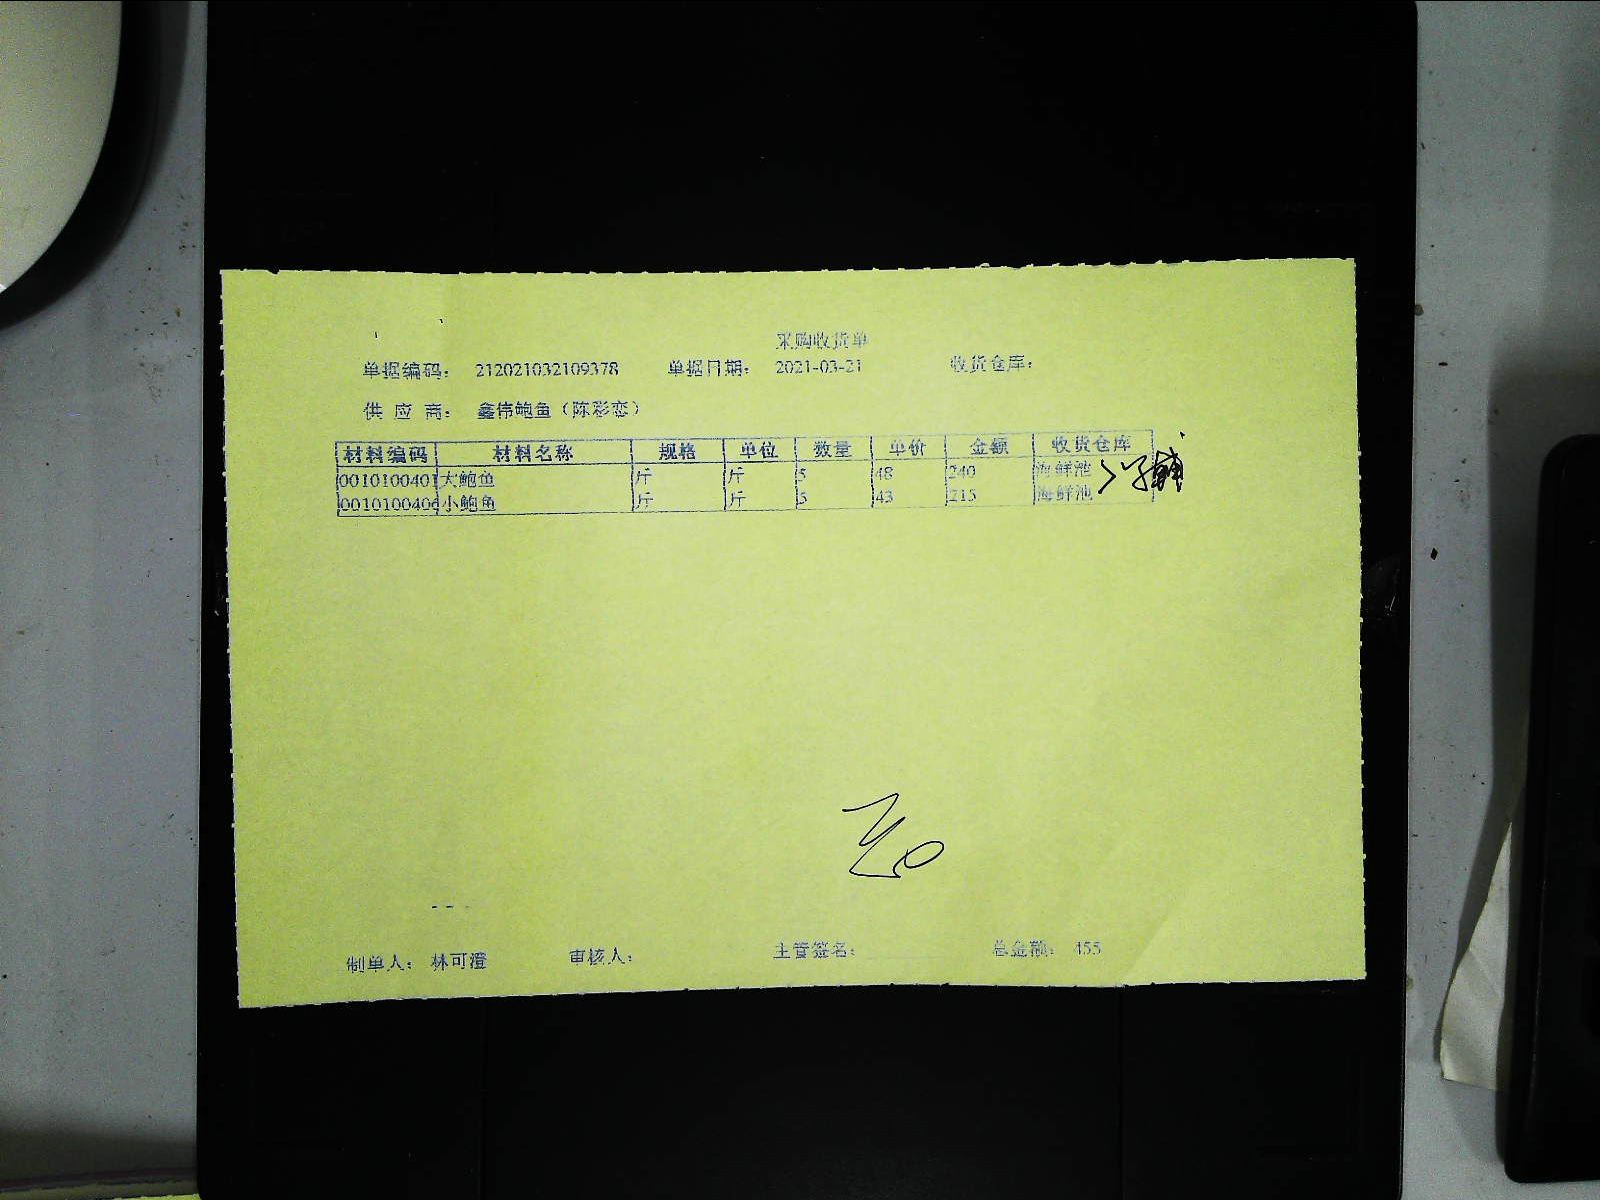 采购收货单
单据编码： 212021032109378 单据日期： 2021-03-21 收货仓库：
供 应 商： 鑫伟鲍鱼（陈彩恋）
材料编码 材料名称 规格 单位 数量 单价 金额 收货仓库
0010100401 大鲍鱼 斤 斤 5 48 240 海鲜池
001010040 小鲍鱼 斤 斤 5 43 215 海鲜池
制单人： 林可澄 审核人： 主管签名： 总金额： 455